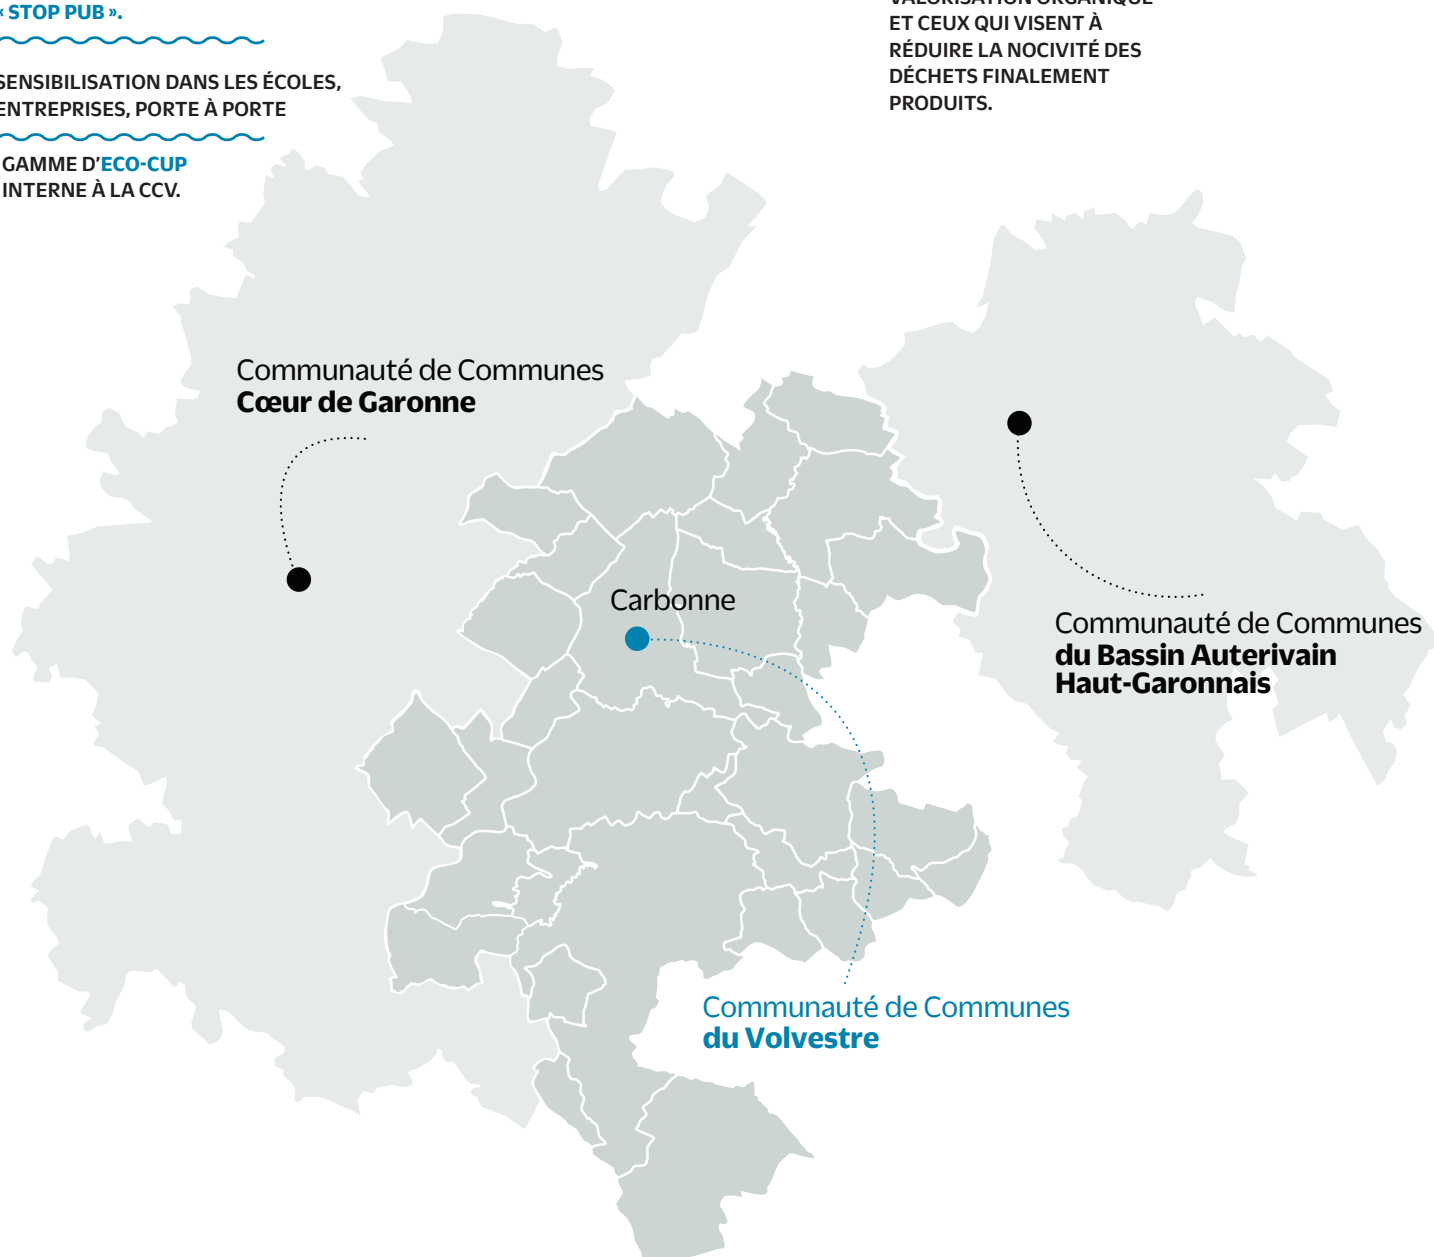 « STOP PUB ».
SENSIBILISATION DANS LES ÉCOLES,
ENTREPRISES, PORTE À PORTE
GAMME D'ECO-CUP
INTERNE À LA CCV.
VALORISATION ORGANIQUE
ET CEUX QUI VISENT À
RÉDUIRE LA NOCIVITÉ DES
DÉCHETS FINALEMENT
PRODUITS.
Communauté de Communes
Cœur de Garonne
Carbonne
Communauté de Communes
du Bassin Auterivain
Haut-Garonnais
Communauté de Communes
du Volvestre